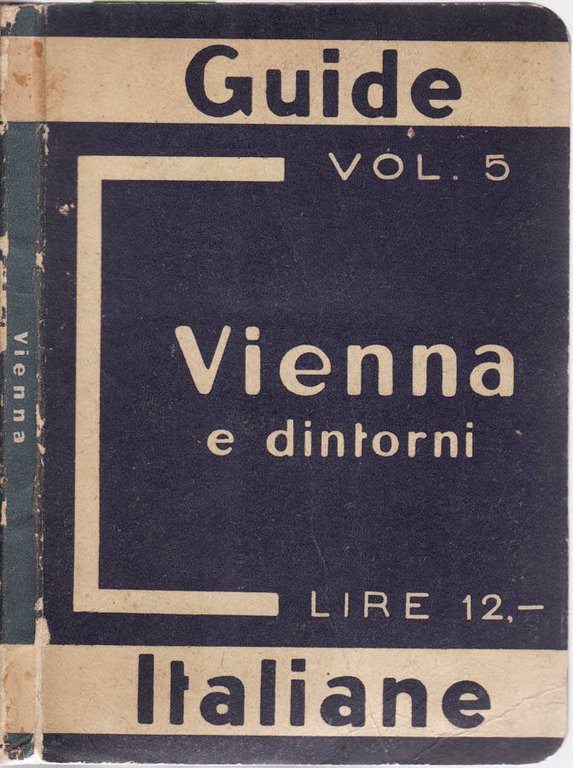 Guide
VOL. 5
Vienna
e dintorni
LIRE 12,—
Italiane
Vienna